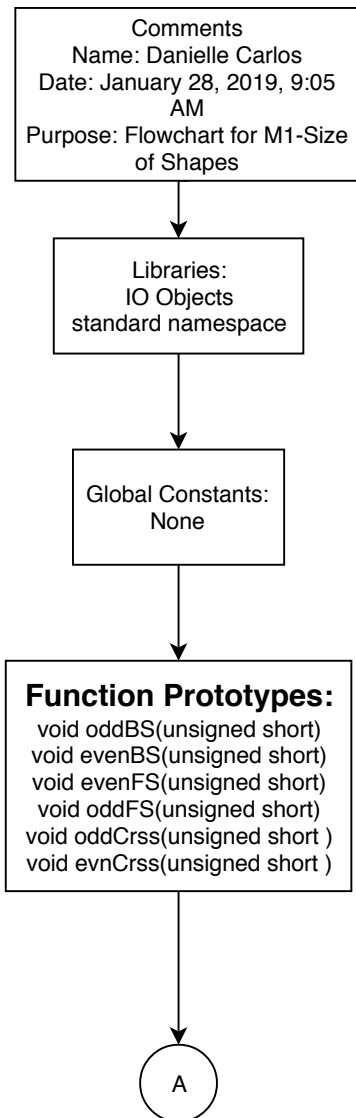 Comments
Name: Danielle Carlos
Date: January 28, 2019, 9:05
AM
Purpose: Flowchart for M1-Size
of Shapes
Libraries:
IO Objects
standard namespace
Global Constants:
None
Function Prototypes:
void oddBS(unsigned short)
void evenBS(unsigned short)
void evenFS(unsigned short)
void oddFS(unsigned short)
void oddCrss(unsigned short )
void evnCrss(unsigned short )
A